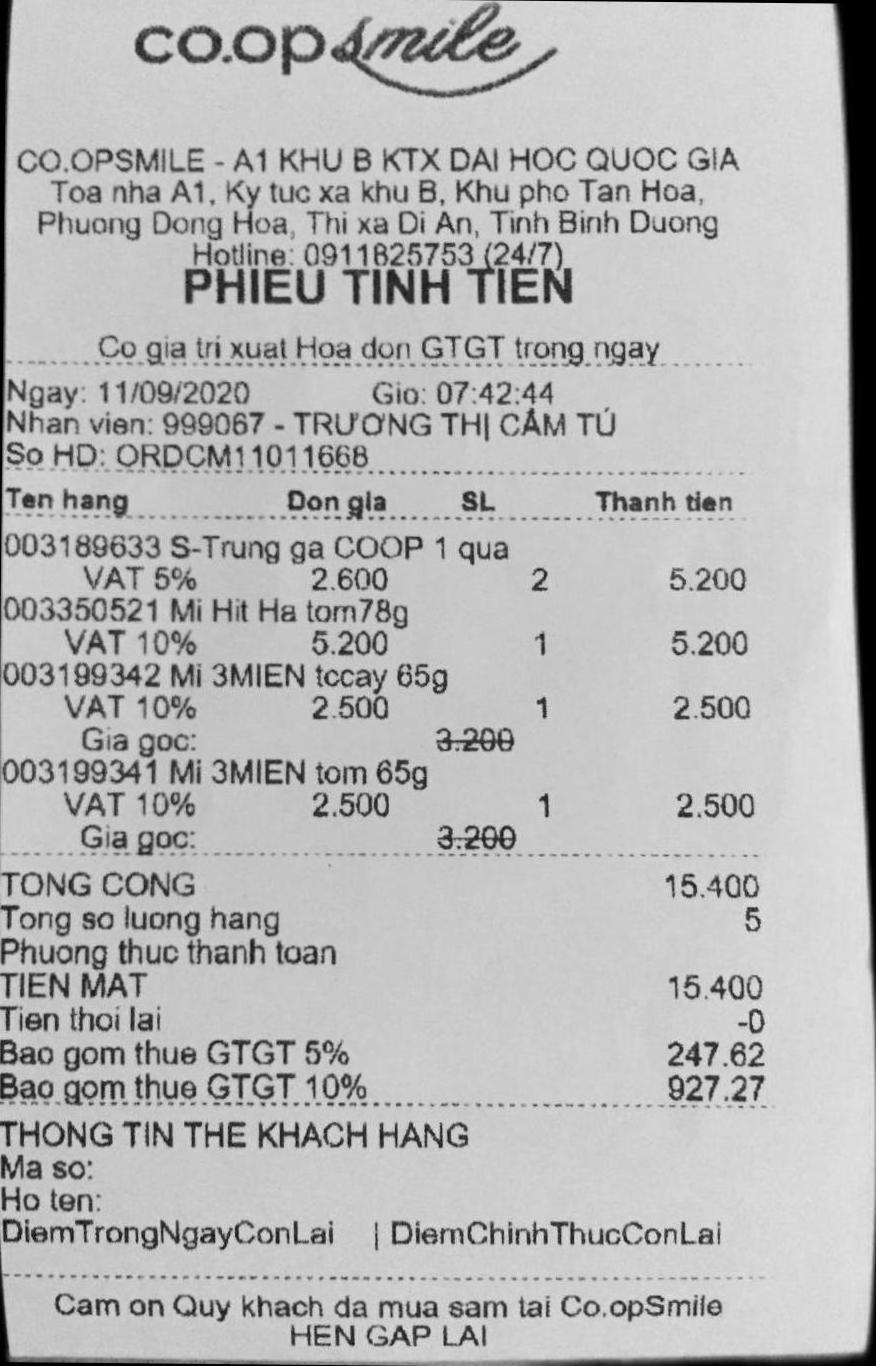 co.opsmile
CO.OPSMILE - A1 KHU B KTX DAI HOC QUOC GIA
Toa nha A1, Ky tuc xa khu B, Khu pho Tan Hoa,
Phuong Dong Hoa, Thi xa Di An, Tinh Binh Duong
Hotline: 0911825753 (24/7)
PHIEU TINH TIEN
Co gia tri xuat Hoa don GTGT trong ngay
Ngay: 11/09/2020 Gio: 07:42:44
Nhan vien: 999067 - TRƯƠNG THỊ CẨM TÚ
So HD: ORDCM11011668
Ten hang Don gia SL Thanh tien
003189633 S-Trung ga COOP 1 qua
VAT 5% 2.600 2 5.200
003350521 Mi Hit Ha tom78g
VAT 10% 5.200 1 5.200
003199342 Mi 3MIEN tccay 65g
VAT 10% 2.500 1 2.500
Gia goc: 3.200
003199341 Mi 3MIEN tom 65g
VAT 10% 2.500 1 2.500
Gia goc: 3.200
TONG CONG 15.400
Tong so luong hang 5
Phuong thuc thanh toan
TIEN MAT 15.400
Tien thoi lai -0
Bao gom thue GTGT 5% 247.62
Bao gom thue GTGT 10% 927.27
THONG TIN THE KHACH HANG
Ma so:
Ho ten:
DiemTrongNgayConLai | DiemChinhThucConLai
Cam on Quy khach da mua sam tai Co.opSmile
HEN GAP LAI